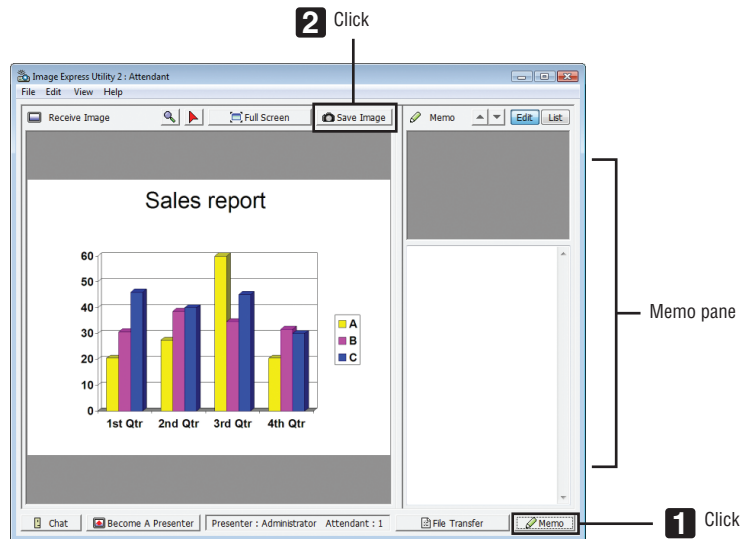 2 Click
Image Express Utility 2 : Attendant
File Edit View Help
Receive Image Full Screen Save Image Memo Edit List
Sales report
60
50
40
30
20
10
0
A
B
C
1st Qtr 2nd Qtr 3rd Qtr 4th Qtr
Memo pane
Chat Become A Presenter Presenter : Administrator Attendant : 1 File Transfer Memo
1 Click